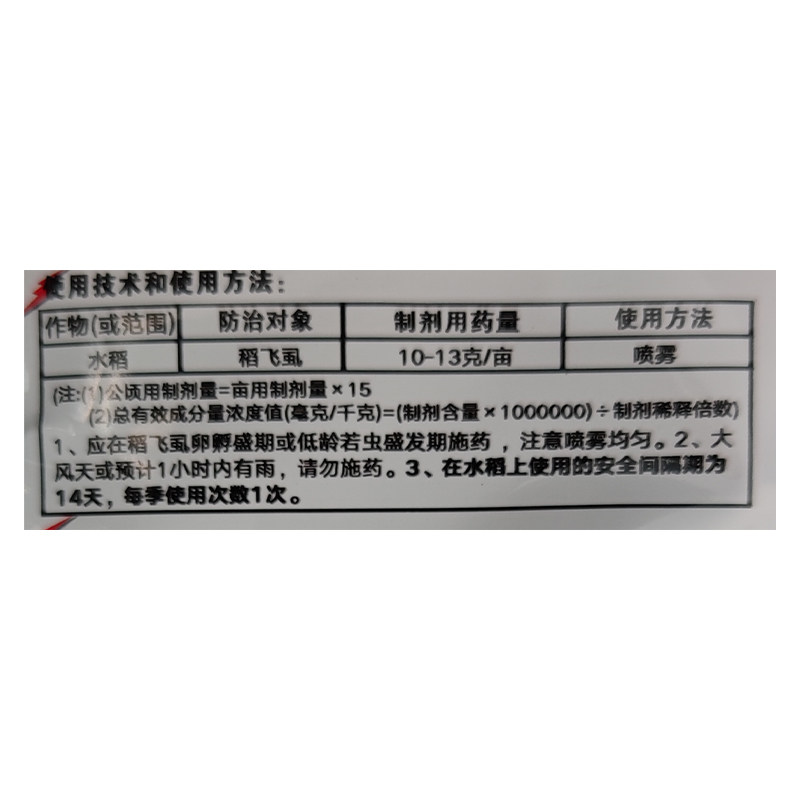 使用技术和使用方法:
作物(或范围) 防治对象 制剂用药量 使用方法
水稻 稻飞虱 10-13克/亩 喷雾
(注:(1)公顷用制剂量=亩用制剂量×15
(2)总有效成分量浓度值(毫克/千克)=(制剂含量×1000000)÷制剂稀释倍数)
1、应在稻飞虱卵孵盛期或低龄若虫盛发期施药，注意喷雾均匀。2、大
风天或预计1小时内有雨，请勿施药。3、在水稻上使用的安全间隔期为
14天，每季使用次数1次。